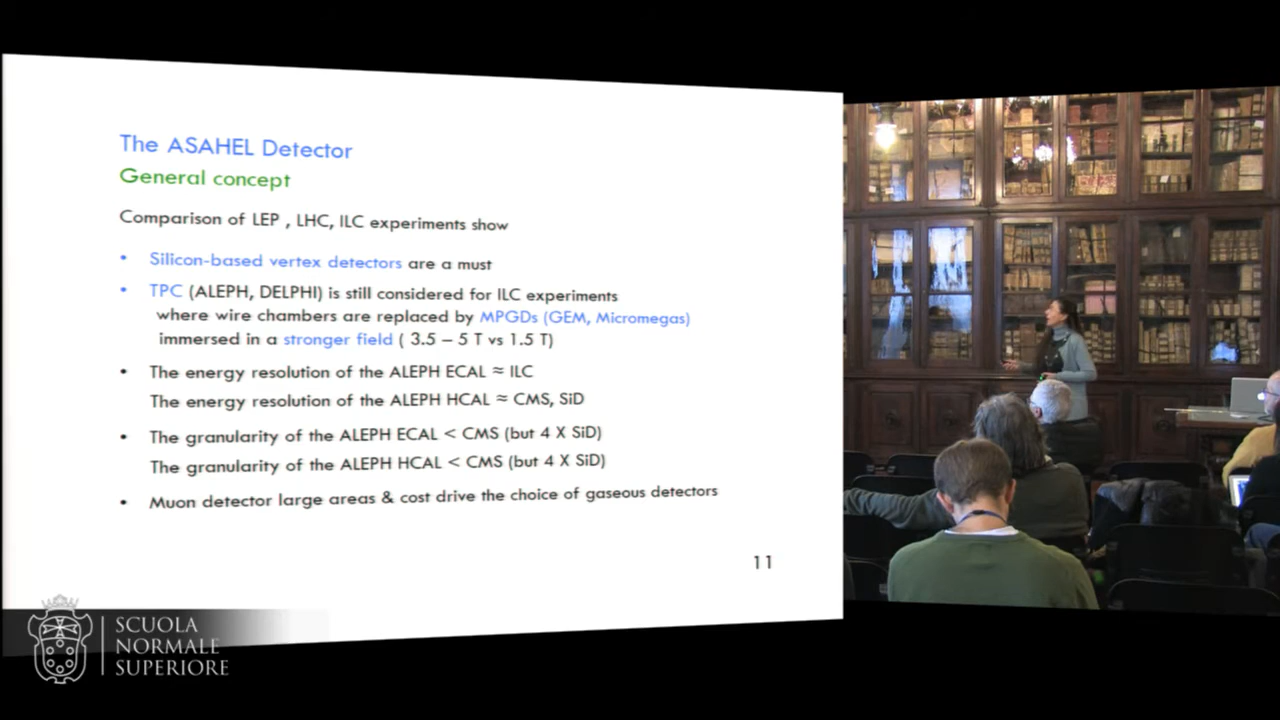 The ASAHEL Detector
General concept
Comparison of LEP , LHC, ILC experiments show
• Silicon-based vertex detectors are a must
• TPC (ALEPH, DELPHI) is still considered for ILC experiments
where wire chambers are replaced by MPGDs (GEM, Micromegas)
immersed in a stronger field ( 3.5 – 5 T vs 1.5 T)
• The energy resolution of the ALEPH ECAL ≈ ILC
The energy resolution of the ALEPH HCAL ≈ CMS, SiD
• The granularity of the ALEPH ECAL < CMS (but 4 X SiD)
The granularity of the ALEPH HCAL < CMS (but 4 X SiD)
• Muon detector large areas & cost drive the choice of gaseous detectors
11
SCUOLA
NORMALE
SUPERIORE